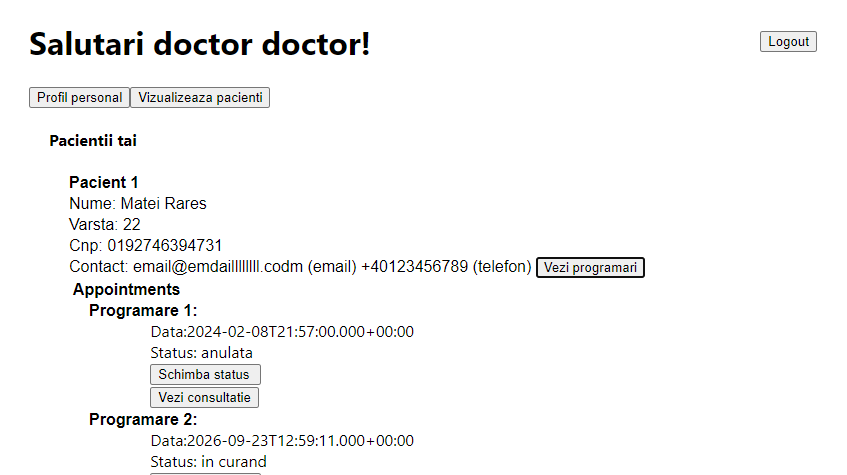 Salutari doctor doctor!
Logout
Profil personal Vizualizeaza pacienti
Pacientii tai
Pacient 1
Nume: Matei Rares
Varsta: 22
Cnp: 0192746394731
Contact: email@emdaillllllll.codm (email) +40123456789 (telefon) Vezi programari
Appointments
Programare 1:
Data:2024-02-08T21:57:00.000+00:00
Status: anulata
Schimba status
Vezi consultatie
Programare 2:
Data:2026-09-23T12:59:11.000+00:00
Status: in curand